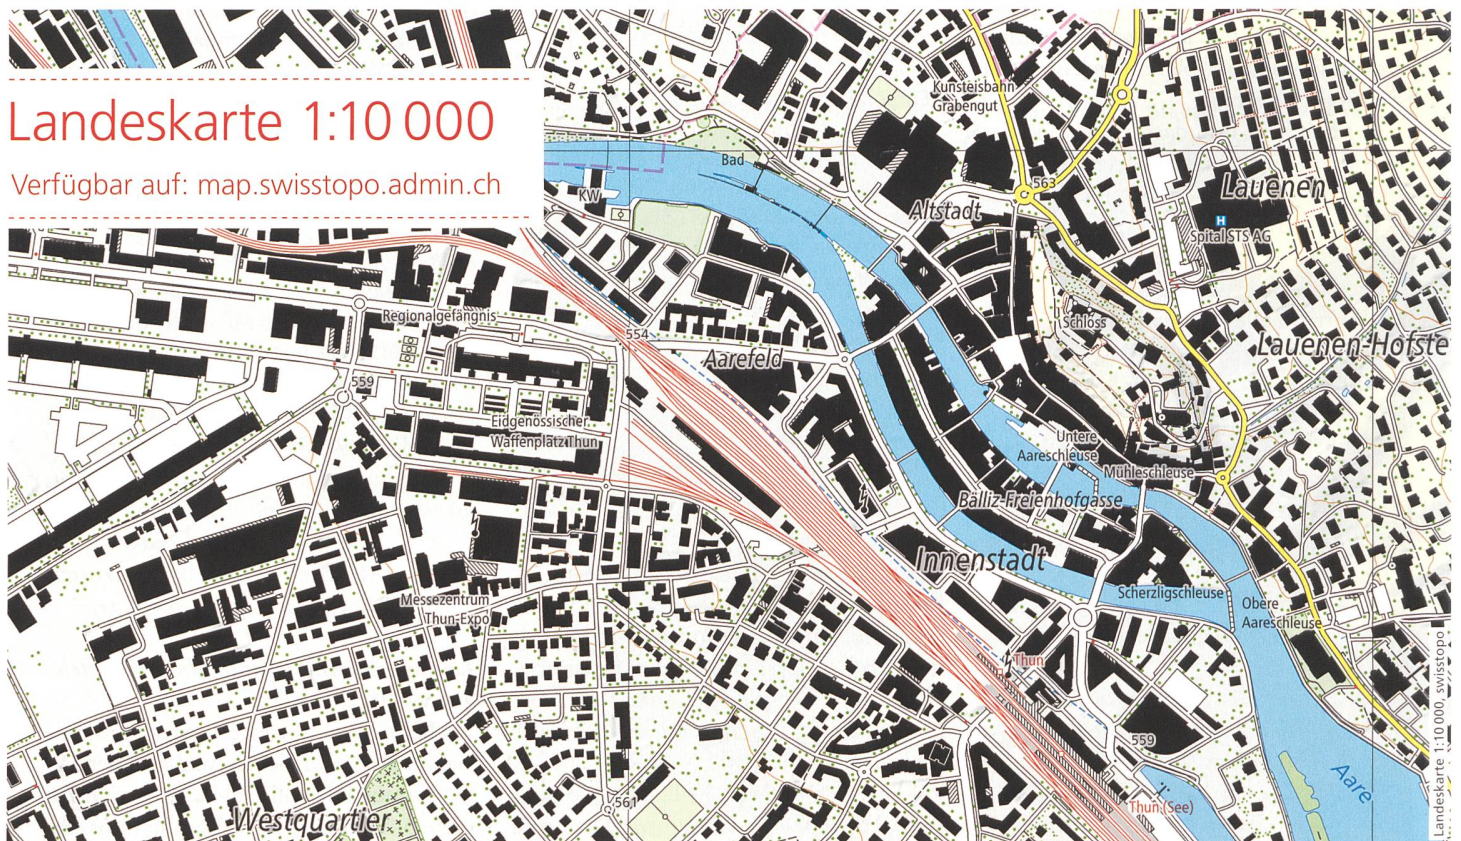 Landeskarte 1:10 000
Verfügbar auf: map.swisstopo.admin.ch
Kunsteisbahn
Grabengut
Bad
KW
563
Lauenen
Altstadt
H
Spital STS AG
Regionalgefängnis
554
Schloss
Aarefeld
Lauenen-Hofste
559
Eidgenössischer
Waffenplatz Thun
Untere
Aareschleuse
Mühleschleuse
Bälliz-Freienhofgasse
Innenstadt
Messezentrum
Thun-Expo
Scherzligschleuse
Obere
Aareschleuse
Thun
559
Aare
561
Thun (See)
Westquartier
Landeskarte 1:10 000, swisstopo